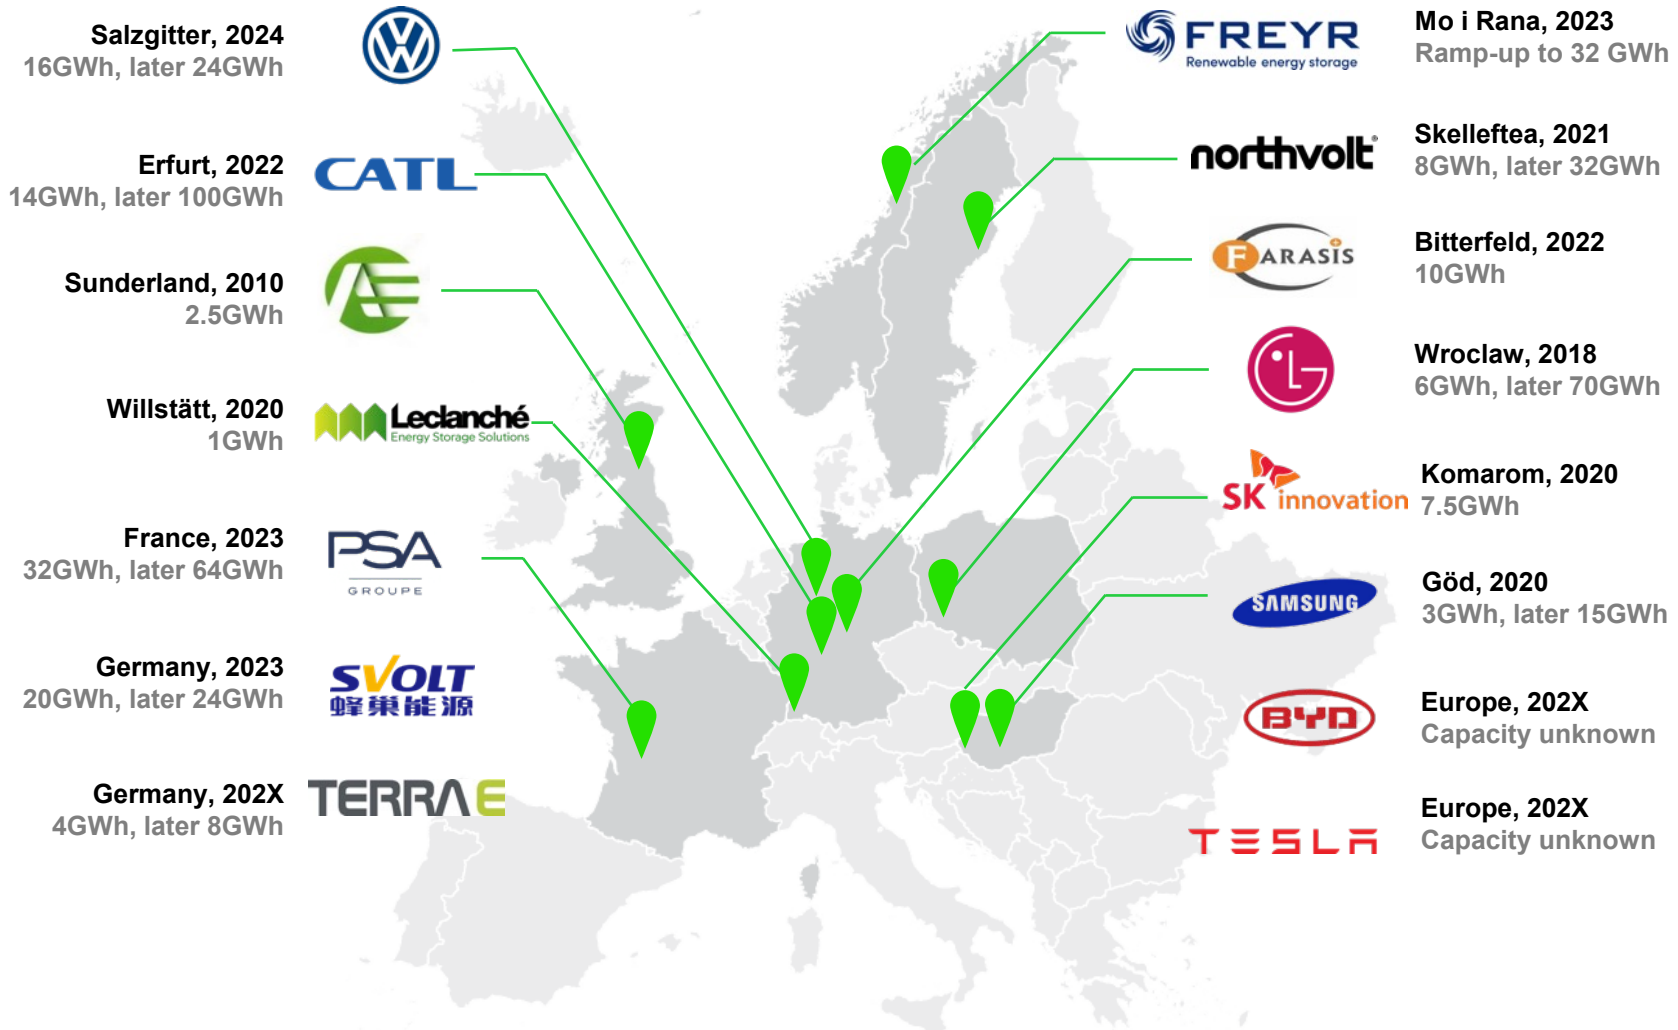 Salzgitter, 2024
16GWh, later 24GWh
Erfurt, 2022
14GWh, later 100GWh
CATL
Sunderland, 2010
2.5GWh
AE
Willstätt, 2020
1GWh
Leclanché
Energy Storage Solutions
France, 2023
32GWh, later 64GWh
PSA
GROUPE
Germany, 2023
20GWh, later 24GWh
SVOLT
蜂巢能源
Germany, 202X
4GWh, later 8GWh
TERRA E
FREYR
Renewable energy storage
Mo i Rana, 2023
Ramp-up to 32 GWh
northvolt
Skelleftea, 2021
8GWh, later 32GWh
FARASIS
Bitterfeld, 2022
10GWh
LG
Wroclaw, 2018
6GWh, later 70GWh
SK innovation
Komarom, 2020
7.5GWh
SAMSUNG
Göd, 2020
3GWh, later 15GWh
BYD
Europe, 202X
Capacity unknown
TESLA
Europe, 202X
Capacity unknown